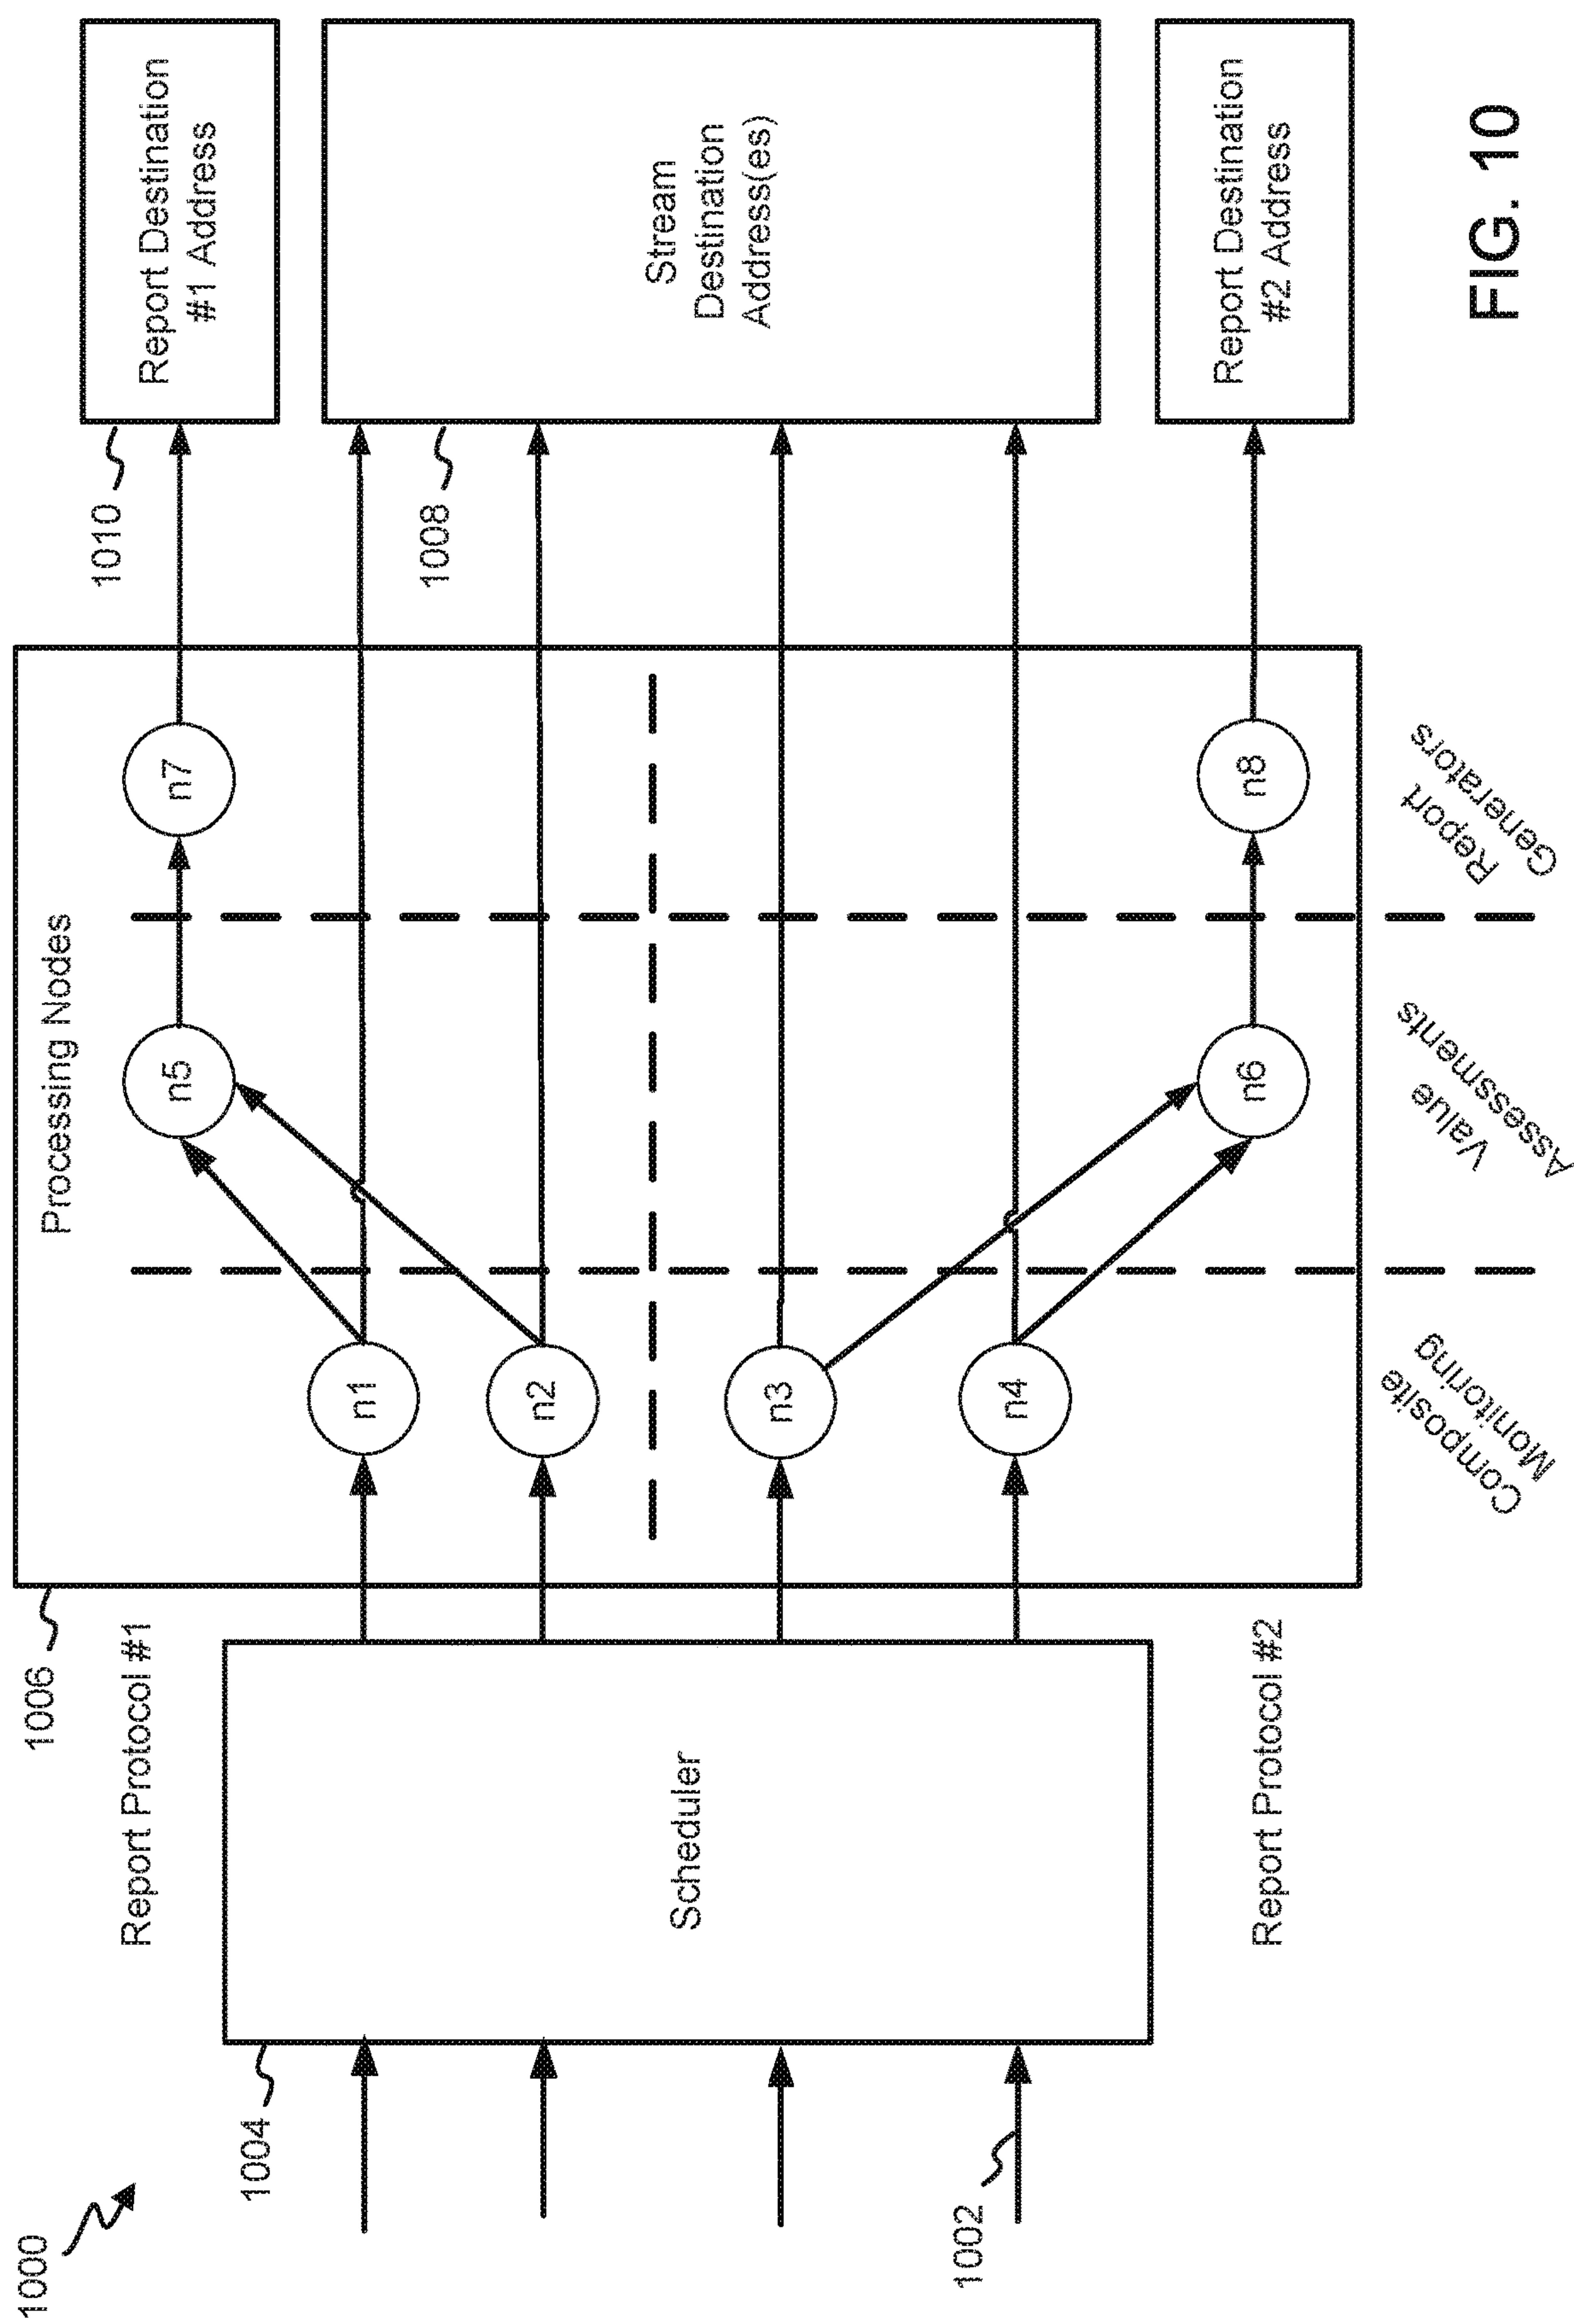 1000
1002
1004
Scheduler
Report Protocol #1
Report Protocol #2
1006
Processing Nodes
n1
n2
n3
n4
n5
n6
n7
n8
Composite
Monitoring
Value
Assessments
Report
Generators
1010
Report Destination
#1 Address
1008
Stream
Destination
Address(es)
Report Destination
#2 Address
FIG. 10